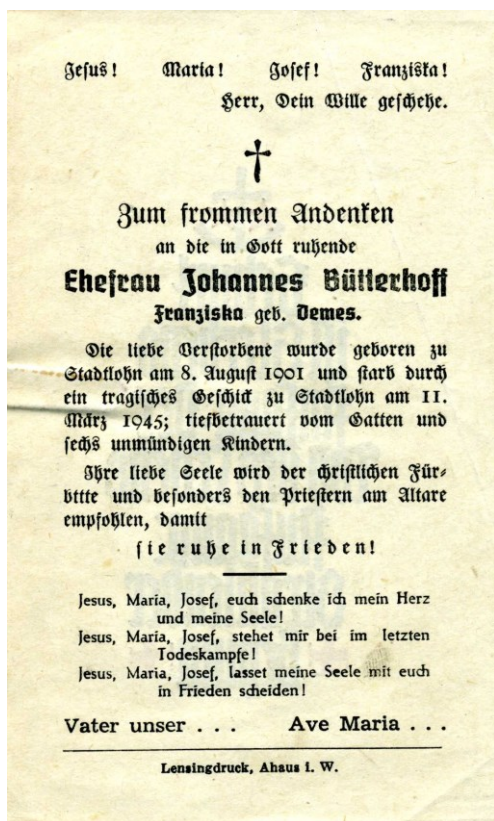 Jesus! Maria! Josef! Franziska!
Herr, Dein Wille geschehe.
Zum frommen Andenken
an die in Gott ruhende
Ehefrau Johannes Bütterhoff
Franziska geb. Demes.
Die liebe Verstorbene wurde geboren zu
Stadtlohn am 8. August 1901 und starb durch
ein tragisches Geschick zu Stadtlohn am 11.
März 1945; tiefbetrauert vom Gatten und
sechs unmündigen Kindern.
Ihre liebe Seele wird der christlichen Für-
bttte und besonders den Priestern am Altare
empfohlen, damit
sie ruhe in Frieden!
Jesus, Maria, Josef, euch schenke ich mein Herz
und meine Seele!
Jesus, Maria, Josef, stehet mir bei im letzten
Todeskampfe!
Jesus, Maria, Josef, lasset meine Seele mit euch
in Frieden scheiden!
Vater unser . . . Ave Maria . . .
Lensingdruck, Ahaus i. W.